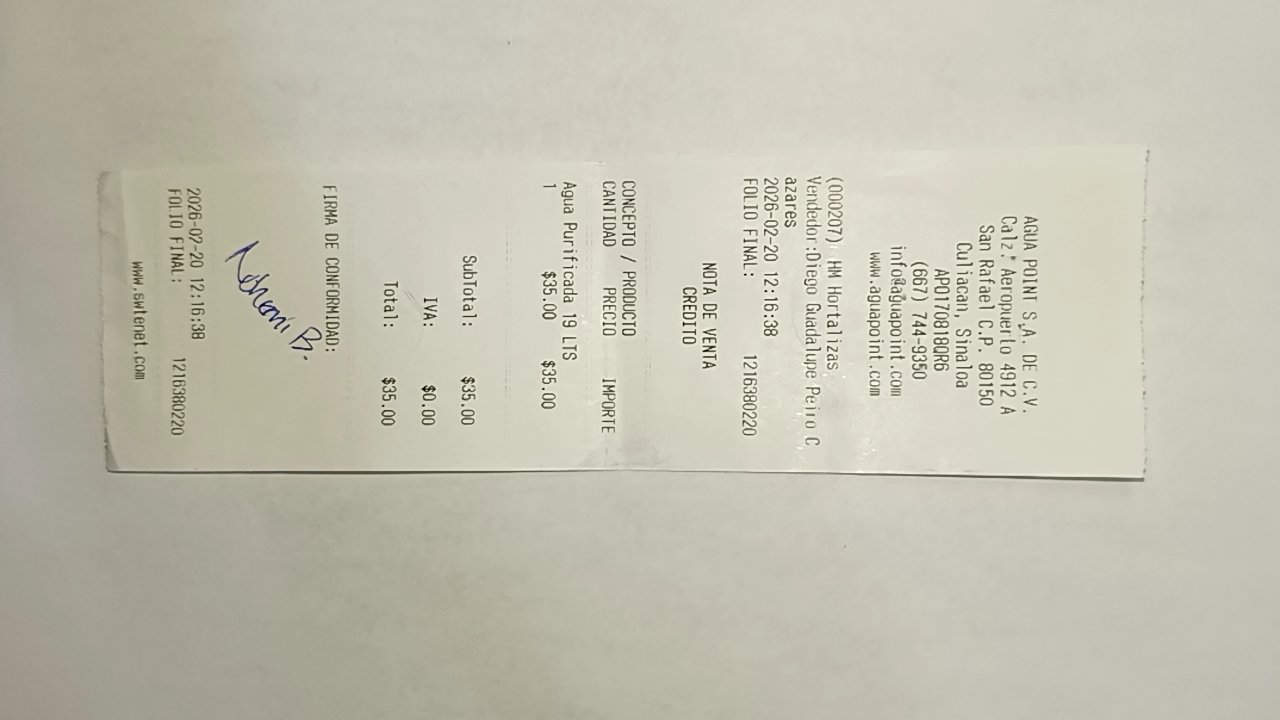 AGUA POINT S.A. DE C.V.
Calz. Aeropuerto 4912 A
San Rafael C.P. 80150
Culiacan, Sinaloa
APO170818QR6
(667) 744-9350
info@aguapoint.com
www.aguapoint.com
(000207) HM Hortalizas
Vendedor:Diego Guadalupe Peiro C
azares
2026-02-20 12:16:38
FOLIO FINAL: 1216380220
NOTA DE VENTA
CREDITO
CONCEPTO / PRODUCTO
CANTIDAD PRECIO IMPORTE
Agua Purificada 19 LTS
1 $35.00 $35.00
SubTotal: $35.00
IVA: $0.00
Total: $35.00
FIRMA DE CONFORMIDAD:
B.
2026-02-20 12:16:38
FOLIO FINAL: 1216380220
www.swtenet.com